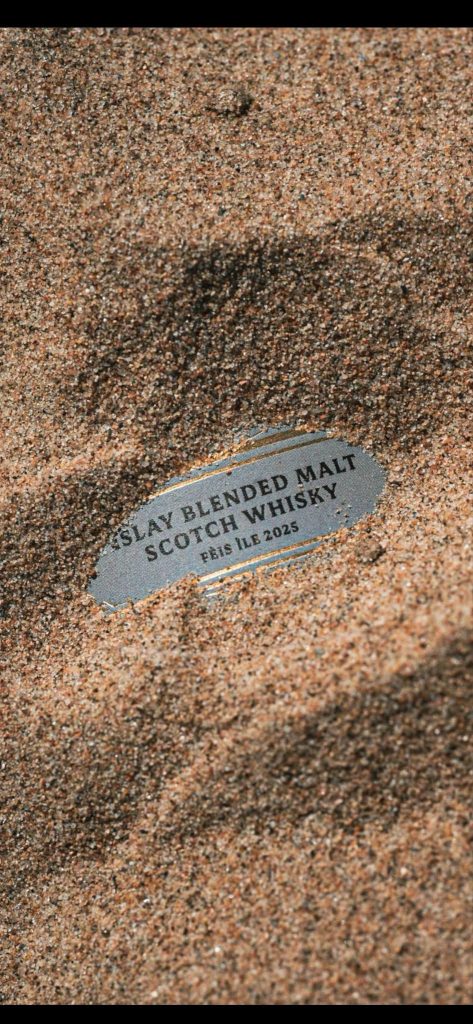 ISLAY BLENDED MALT
SCOTCH WHISKY
FÈIS ÌLE 2025